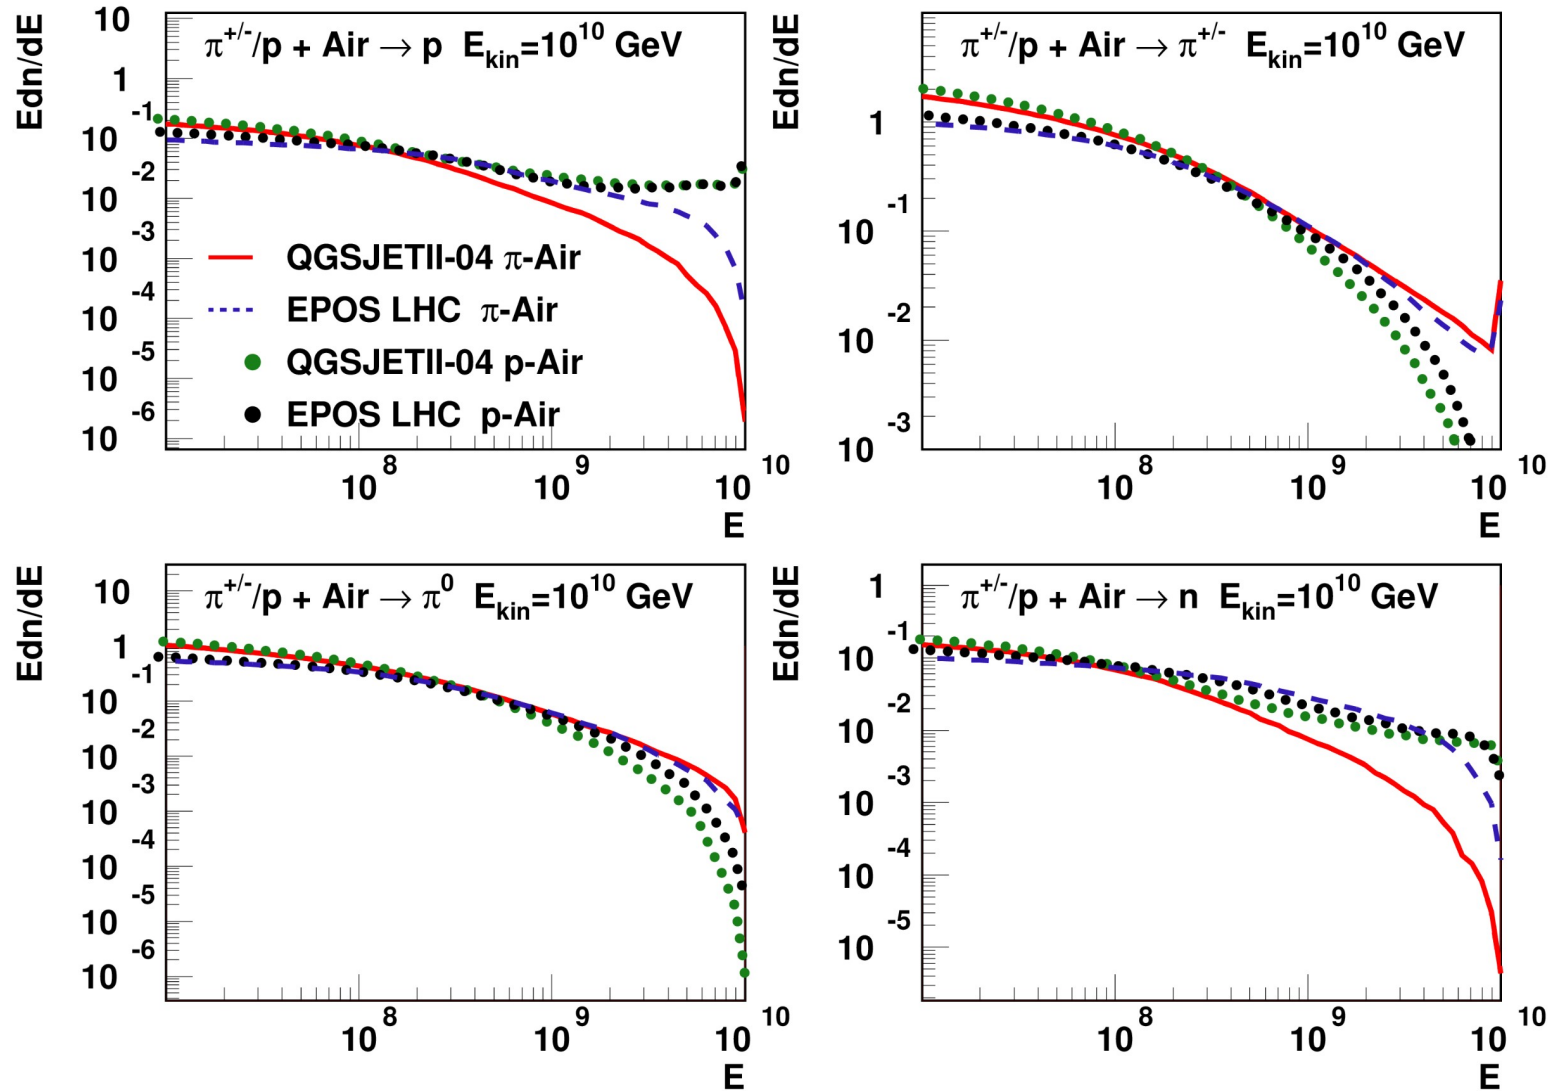 Edn/dE
π+/-/p + Air → p Ekin=10^10 GeV
10
1
10^-1
10^-2
10^-3
10^-4
10^-5
10^-6
QGSJETII-04 π-Air
EPOS LHC π-Air
QGSJETII-04 p-Air
EPOS LHC p-Air
10^8
10^9
10^10
E
Edn/dE
π+/-/p + Air → π+/- Ekin=10^10 GeV
1
10^-1
10^-2
10^-3
10^8
10^9
10^10
E
Edn/dE
π+/-/p + Air → π0 Ekin=10^10 GeV
10
1
10^-1
10^-2
10^-3
10^-4
10^-5
10^-6
10^8
10^9
10^10
E
Edn/dE
π+/-/p + Air → n Ekin=10^10 GeV
1
10^-1
10^-2
10^-3
10^-4
10^-5
10^8
10^9
10^10
E